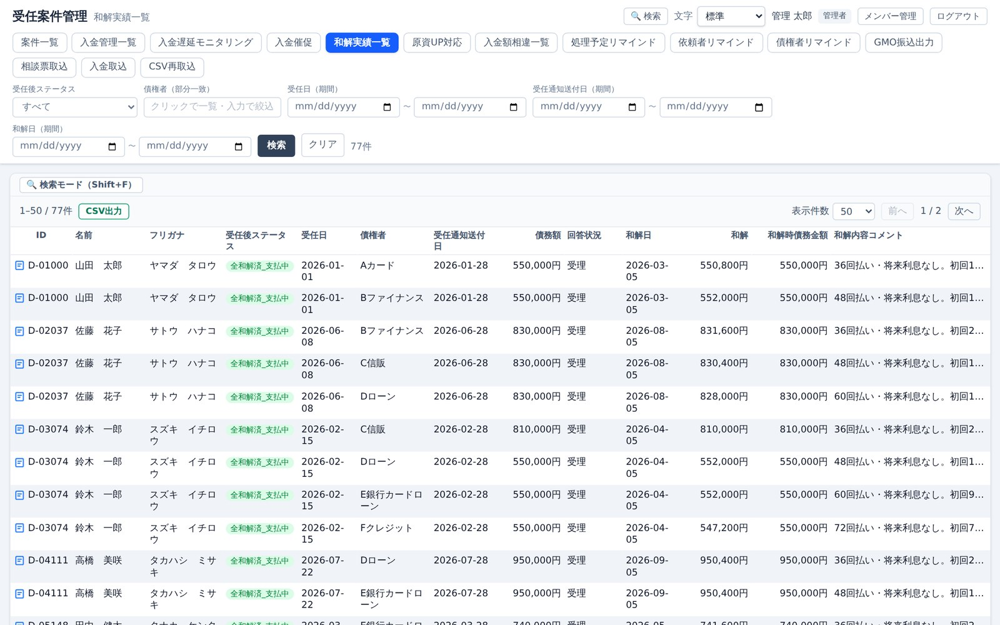 受任案件管理 和解実績一覧
🔍 検索 文字 標準 管理 太郎 管理者 メンバー管理 ログアウト
案件一覧 入金管理一覧 入金遅延モニタリング 入金催促 和解実績一覧 原資UP対応 入金額相違一覧 処理予定リマインド 依頼者リマインド 債権者リマインド GMO振込出力
相談票取込 入金取込 CSV再取込
受任後ステータス 債権者（部分一致） 受任日（期間） 受任通知送付日（期間）
すべて クリックで一覧・入力で絞込 mm/dd/yyyy ～ mm/dd/yyyy mm/dd/yyyy ～ mm/dd/yyyy
和解日（期間）
mm/dd/yyyy ～ mm/dd/yyyy 検索 クリア 77件
🔍 検索モード（Shift+F）
1–50 / 77件 CSV出力 表示件数 50 前へ 1 / 2 次へ
ID 名前 フリガナ 受任後ステータ 受任日 債権者 受任通知送付 債務額 回答状況 和解日 和解 和解時債務金額 和解内容コメント
ス 日
D-01000 山田　太郎 ヤマダ　タロウ 全和解済_支払中 2026-01- Aカード 2026-01-28 550,000円 受理 2026-03- 550,800円 550,000円 36回払い・将来利息なし。初回1…
01 05
D-01000 山田　太郎 ヤマダ　タロウ 全和解済_支払中 2026-01- Bファイナンス 2026-01-28 550,000円 受理 2026-03- 552,000円 550,000円 48回払い・将来利息なし。初回1…
01 05
D-02037 佐藤　花子 サトウ　ハナコ 全和解済_支払中 2026-06- Bファイナンス 2026-06-28 830,000円 受理 2026-08- 831,600円 830,000円 36回払い・将来利息なし。初回2…
08 05
D-02037 佐藤　花子 サトウ　ハナコ 全和解済_支払中 2026-06- C信販 2026-06-28 830,000円 受理 2026-08- 830,400円 830,000円 48回払い・将来利息なし。初回1…
08 05
D-02037 佐藤　花子 サトウ　ハナコ 全和解済_支払中 2026-06- Dローン 2026-06-28 830,000円 受理 2026-08- 828,000円 830,000円 60回払い・将来利息なし。初回1…
08 05
D-03074 鈴木　一郎 スズキ　イチロ 全和解済_支払中 2026-02- C信販 2026-02-28 810,000円 受理 2026-04- 810,000円 810,000円 36回払い・将来利息なし。初回2…
ウ 15 05
D-03074 鈴木　一郎 スズキ　イチロ 全和解済_支払中 2026-02- Dローン 2026-02-28 550,000円 受理 2026-04- 552,000円 550,000円 48回払い・将来利息なし。初回1…
ウ 15 05
D-03074 鈴木　一郎 スズキ　イチロ 全和解済_支払中 2026-02- E銀行カードロ 2026-02-28 550,000円 受理 2026-04- 552,000円 550,000円 60回払い・将来利息なし。初回9…
ウ 15 ーン 05
D-03074 鈴木　一郎 スズキ　イチロ 全和解済_支払中 2026-02- Fクレジット 2026-02-28 550,000円 受理 2026-04- 547,200円 550,000円 72回払い・将来利息なし。初回7…
ウ 15 05
D-04111 高橋　美咲 タカハシ　ミサ 全和解済_支払中 2026-07- Dローン 2026-07-28 950,000円 受理 2026-09- 950,400円 950,000円 36回払い・将来利息なし。初回2…
キ 22 05
D-04111 高橋　美咲 タカハシ　ミサ 全和解済_支払中 2026-07- E銀行カードロ 2026-07-28 950,000円 受理 2026-09- 950,400円 950,000円 48回払い・将来利息なし。初回1…
キ 22 ーン 05